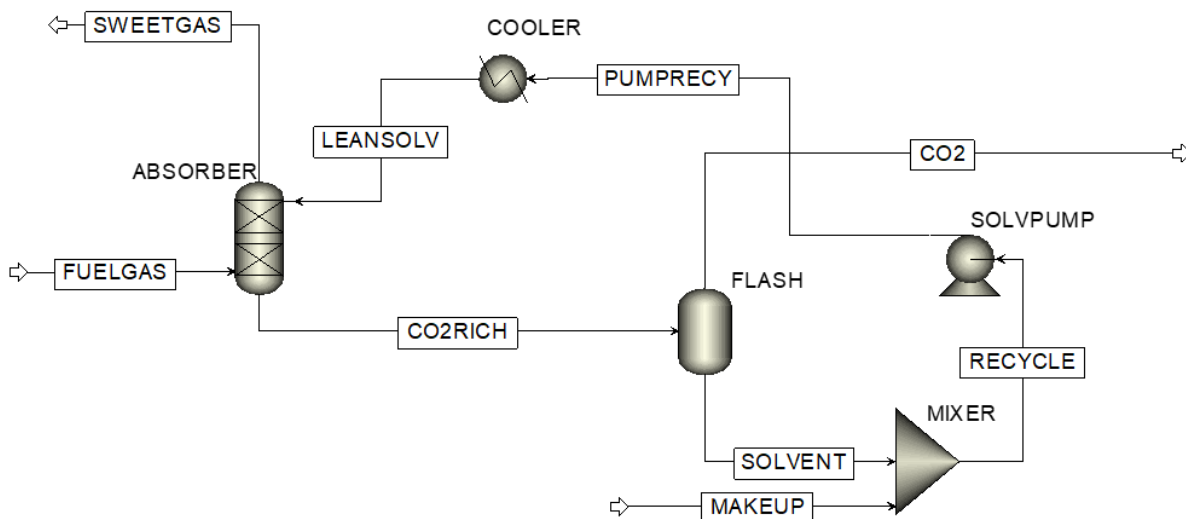 SWEETGAS
COOLER
PUMPRECY
LEANSOLV
CO2
ABSORBER
SOLVPUMP
FUELGAS
FLASH
CO2RICH
RECYCLE
MIXER
SOLVENT
MAKEUP